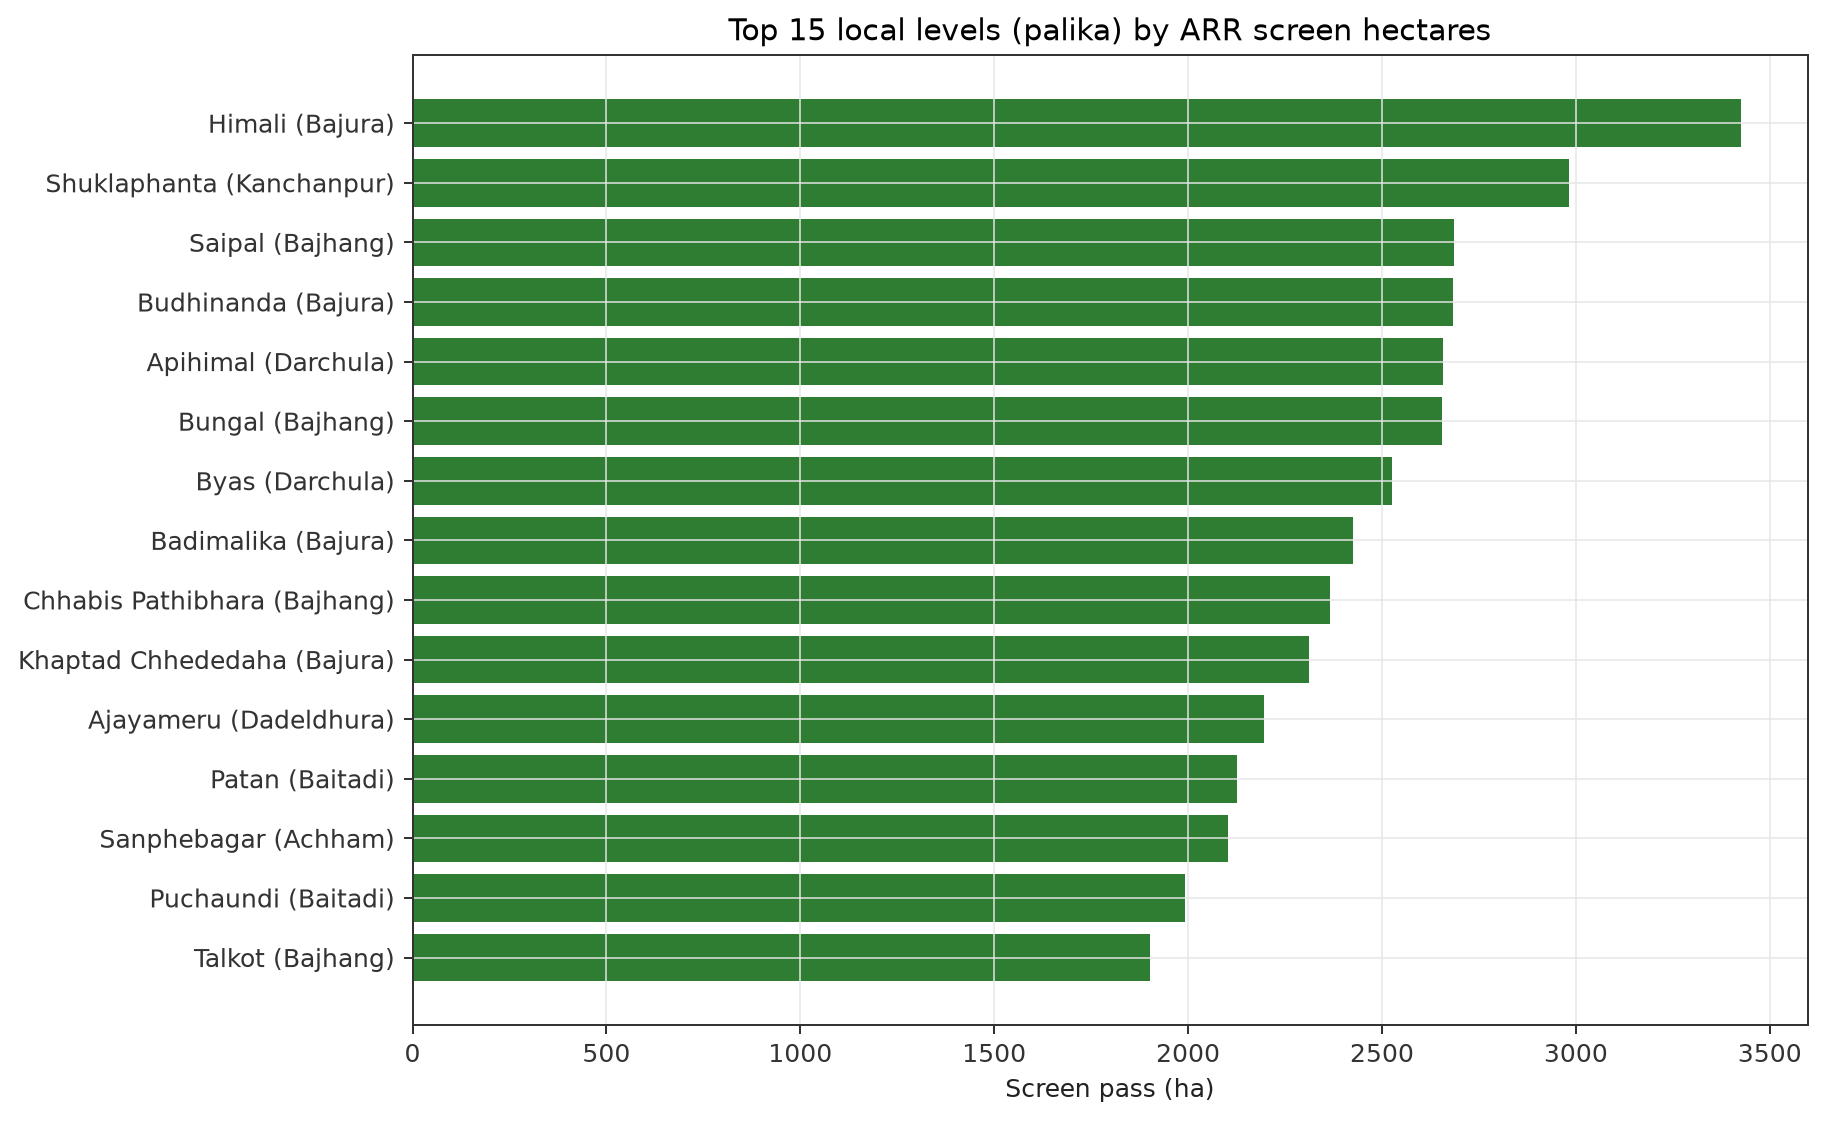 Top 15 local levels (palika) by ARR screen hectares
Himali (Bajura)
Shuklaphanta (Kanchanpur)
Saipal (Bajhang)
Budhinanda (Bajura)
Apihimal (Darchula)
Bungal (Bajhang)
Byas (Darchula)
Badimalika (Bajura)
Chhabis Pathibhara (Bajhang)
Khaptad Chhededaha (Bajura)
Ajayameru (Dadeldhura)
Patan (Baitadi)
Sanphebagar (Achham)
Puchaundi (Baitadi)
Talkot (Bajhang)
0 500 1000 1500 2000 2500 3000 3500
Screen pass (ha)